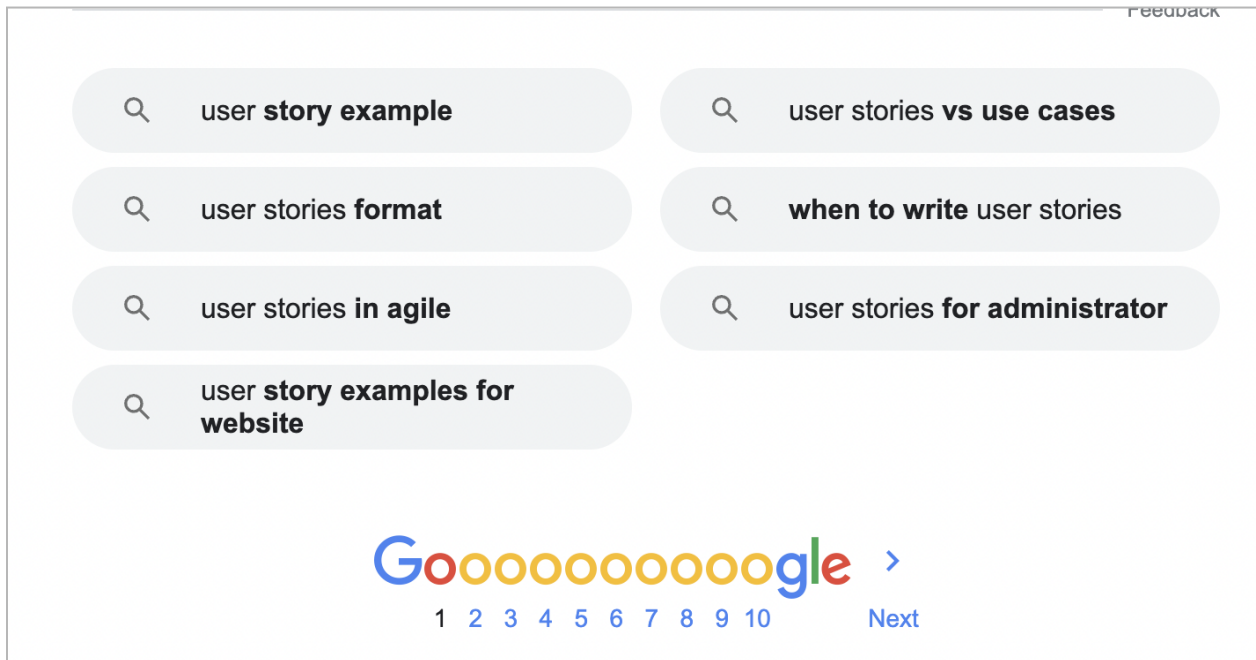 Feedback
user story example
user stories vs use cases
user stories format
when to write user stories
user stories in agile
user stories for administrator
user story examples for
website
Goooooooooogle >
1 2 3 4 5 6 7 8 9 10 Next